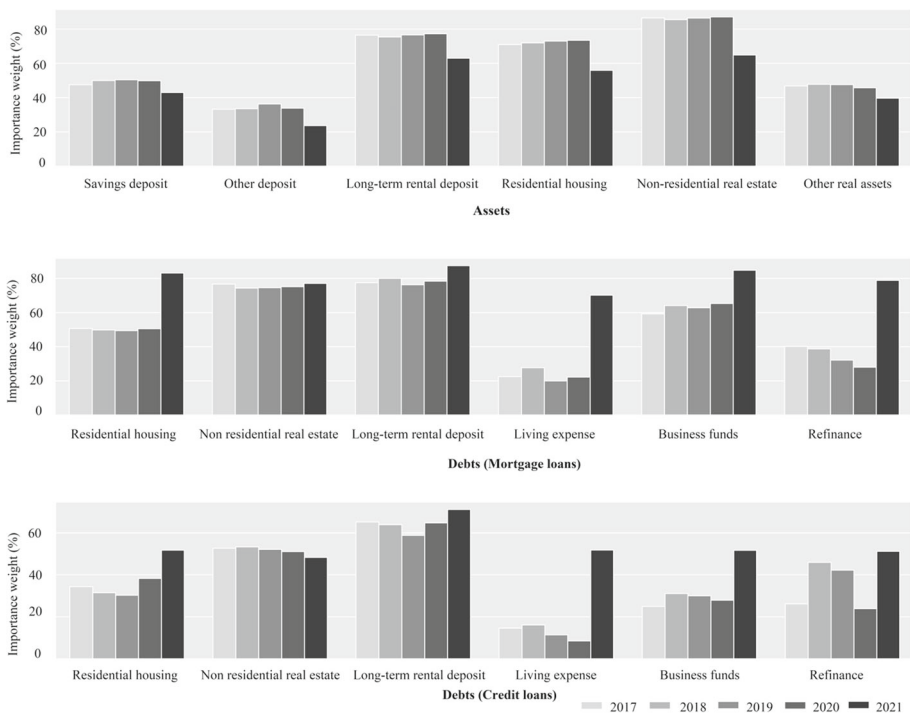 Importance weight (%)
80
60
40
20
0
Savings deposit Other deposit Long-term rental deposit Residential housing Non-residential real estate Other real assets
Assets
Importance weight (%)
80
60
40
20
0
Residential housing Non residential real estate Long-term rental deposit Living expense Business funds Refinance
Debts (Mortgage loans)
Importance weight (%)
60
40
20
0
Residential housing Non residential real estate Long-term rental deposit Living expense Business funds Refinance
Debts (Credit loans)
2017 2018 2019 2020 2021